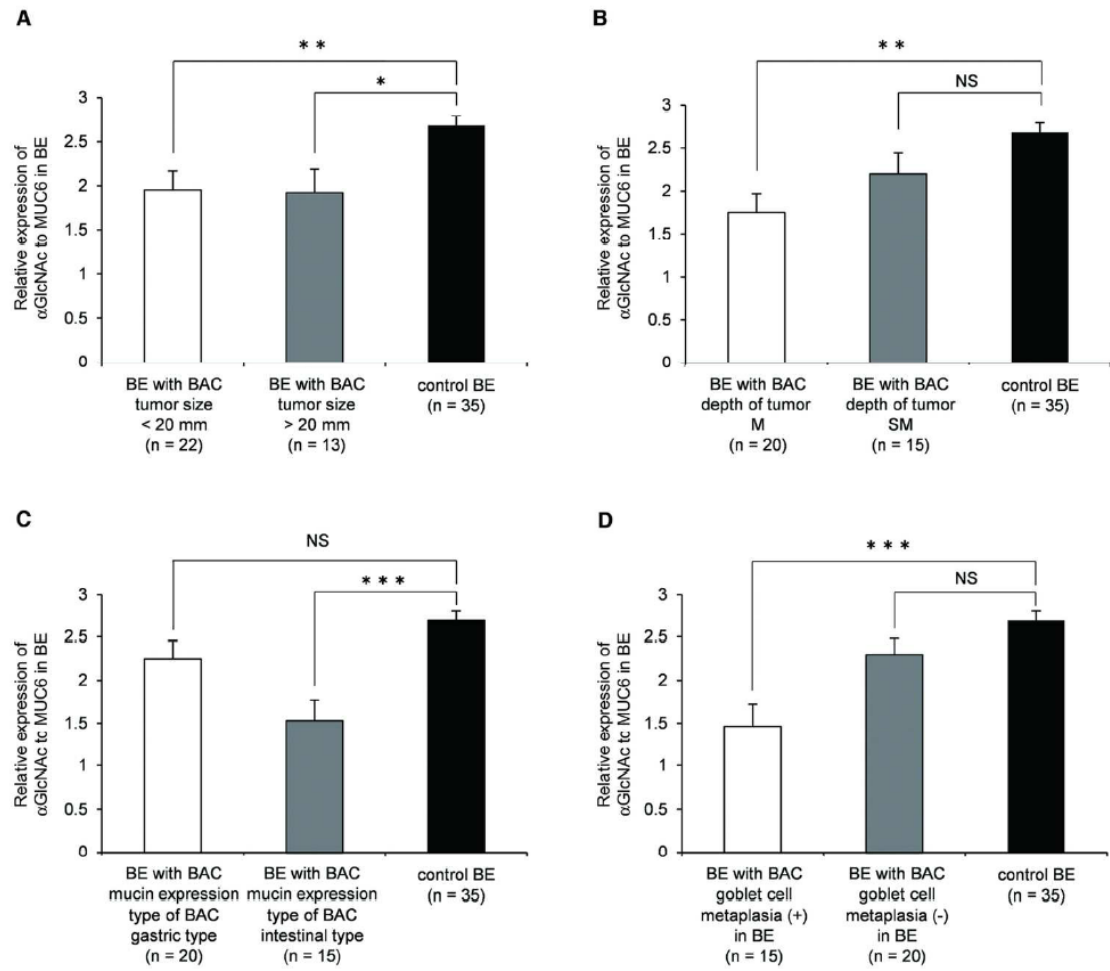 A
* *
*
3
2.5
2
1.5
1
0.5
0
Relative expression of
αGlcNAc to MUC6 in BE
BE with BAC
tumor size
< 20 mm
(n = 22)
BE with BAC
tumor size
> 20 mm
(n = 13)
control BE
(n = 35)
B
* *
NS
3
2.5
2
1.5
1
0.5
0
Relative expression of
αGlcNAc to MUC6 in BE
BE with BAC
depth of tumor
M
(n = 20)
BE with BAC
depth of tumor
SM
(n = 15)
control BE
(n = 35)
C
NS
* * *
3
2.5
2
1.5
1
0.5
0
Relative expression of
αGlcNAc to MUC6 in BE
BE with BAC
mucin expression
type of BAC
gastric type
(n = 20)
BE with BAC
mucin expression
type of BAC
intestinal type
(n = 15)
control BE
(n = 35)
D
* * *
NS
3
2.5
2
1.5
1
0.5
0
Relative expression of
αGlcNAc to MUC6 in BE
BE with BAC
goblet cell
metaplasia (+)
in BE
(n = 15)
BE with BAC
goblet cell
metaplasia (-)
in BE
(n = 20)
control BE
(n = 35)